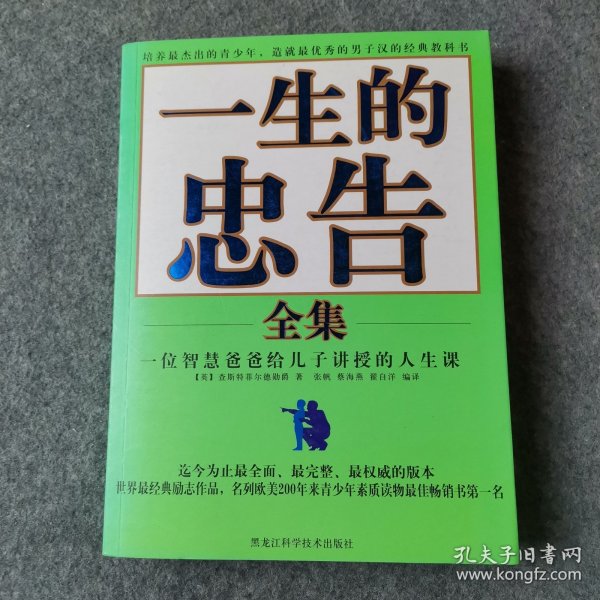 培养最杰出的青少年，造就最优秀的男子汉的经典教科书
一生的
忠告
全集
一位智慧爸爸给儿子讲授的人生课
【英】查斯特菲尔德勋爵 著 张帆 蔡海燕 翟自洋 编译
迄今为止最全面、最完整、最权威的版本
世界最经典励志作品，名列欧美200年来青少年素质读物最佳畅销书第一名
黑龙江科学技术出版社
孔夫子旧书网
www.kongfz.com